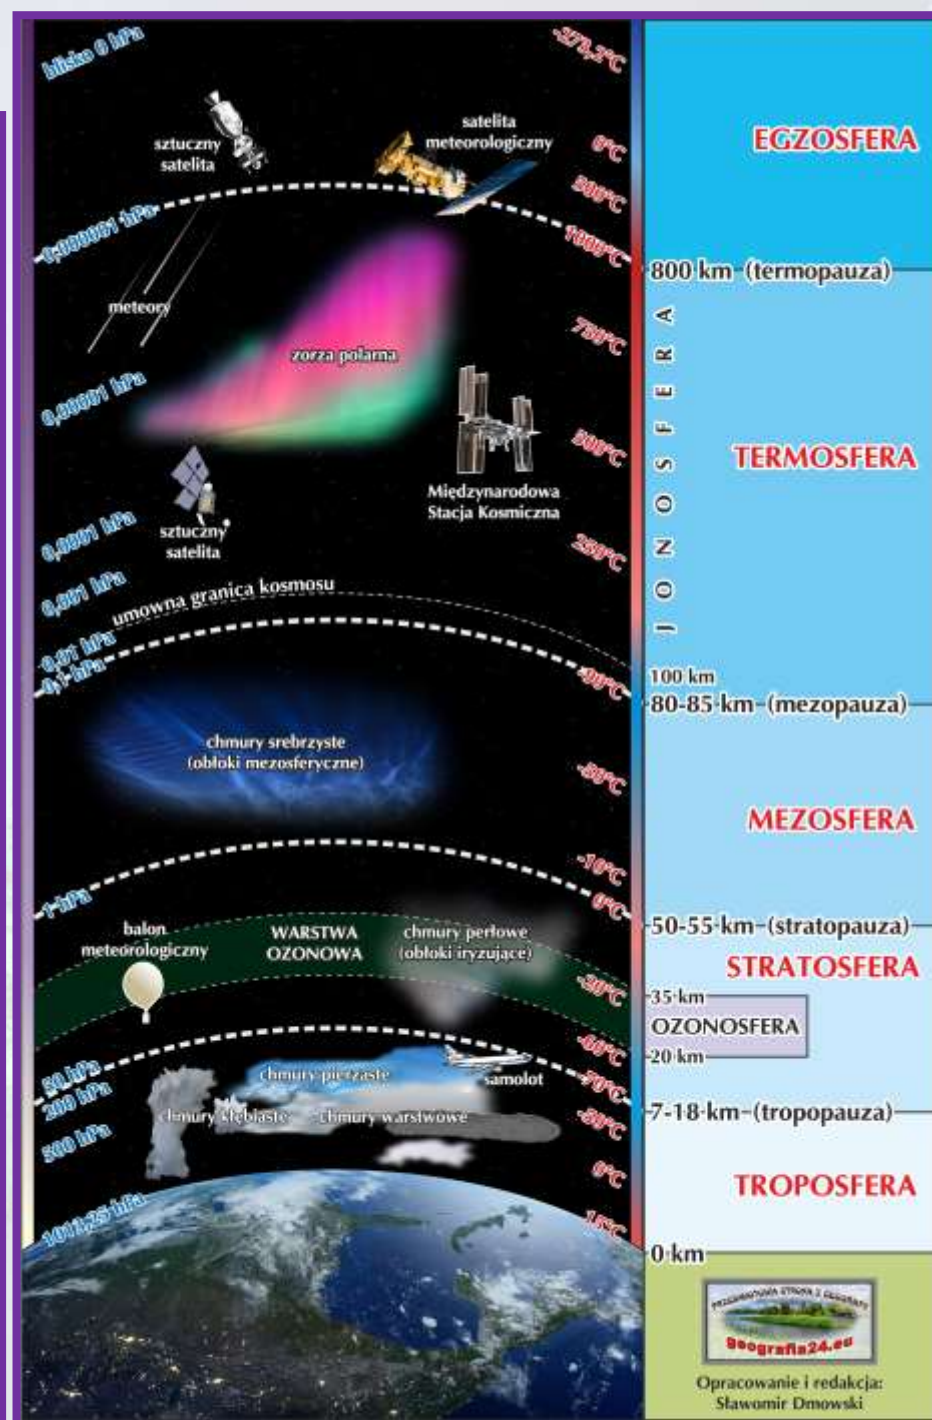 blisko 0 hPa
-273,2°C
sztuczny
satelita
satelita
meteorologiczny
0°C
300°C
EGZOSFERA
0,000001 hPa
1000°C
800 km (termopauza)
meteory
zorza polarna
750°C
0,00001 hPa
500°C
JONOSFERA
TERMOSFERA
Międzynarodowa
Stacja Kosmiczna
sztuczny
satelita
0,0001 hPa
250°C
0,001 hPa
umowna granica kosmosu
0,01 hPa
0,1 hPa
-90°C
100 km
80-85 km (mezopauza)
chmury srebrzyste
(obłoki mezosferyczne)
-50°C
MEZOSFERA
-10°C
1 hPa
0°C
50-55 km (stratopauza)
balon
meteorologiczny
WARSTWA
OZONOWA
chmury perłowe
(obłoki iryzujące)
STRATOSFERA
-20°C
35 km
OZONOSFERA
20 km
-60°C
50 hPa
-70°C
chmury pierzaste
samolot
200 hPa
chmury kłębiaste
chmury warstwowe
-50°C
7-18 km (tropopauza)
500 hPa
0°C
TROPOSFERA
1013,25 hPa
15°C
0 km
geografia24.eu
Opracowanie i redakcja:
Sławomir Dmowski